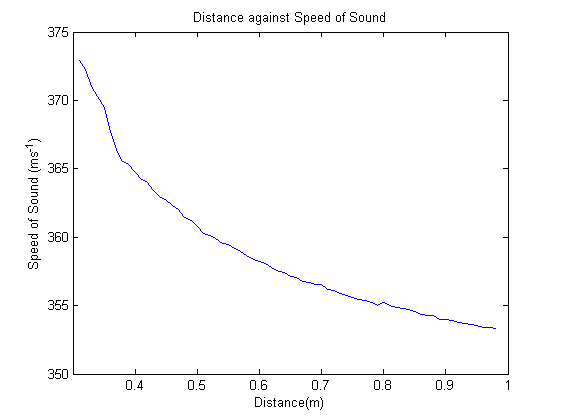 Distance against Speed of Sound
375
370
365
360
355
350
Speed of Sound (ms⁻¹)
0.4 0.5 0.6 0.7 0.8 0.9 1
Distance(m)